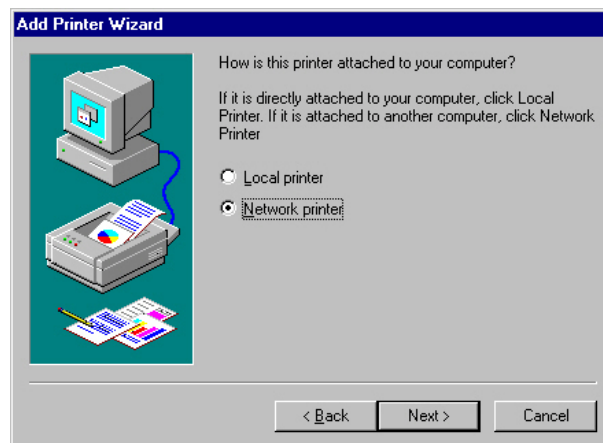 Add Printer Wizard
How is this printer attached to your computer?
If it is directly attached to your computer, click Local
Printer. If it is attached to another computer, click Network
Printer
Local printer
Network printer
< Back
Next >
Cancel